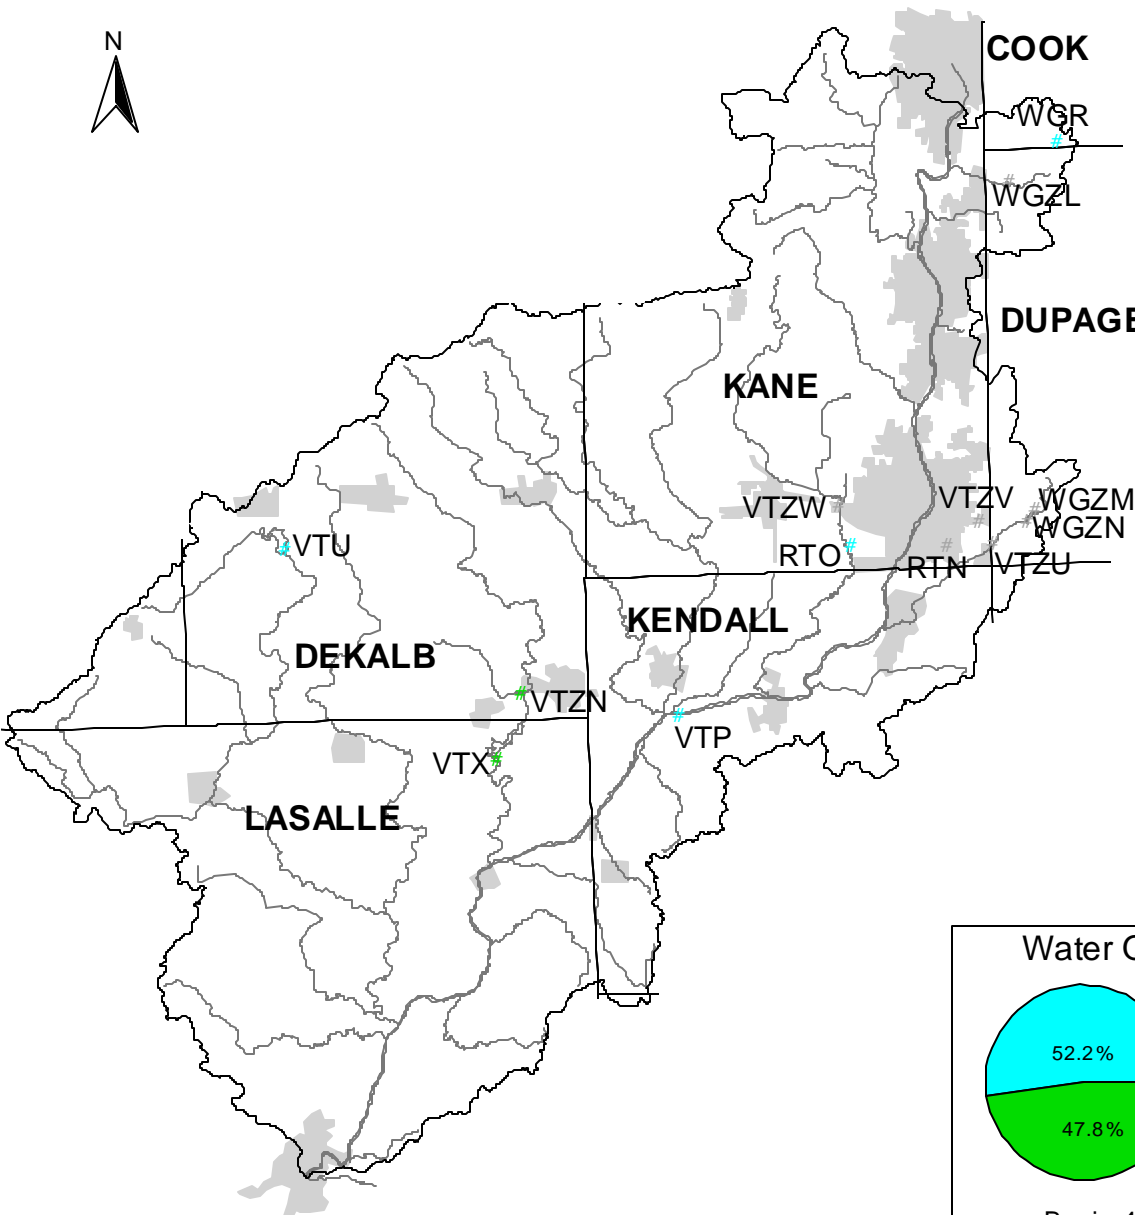 N
COOK
WGR
#
#
WGZL
DUPAGE
KANE
VTZV
WGZM
VTZW
#
#
#
#
WGZN
#
VTU
RTO
#
#
#
RTN
VTZU
KENDALL
DEKALB
#
VTZN
#
VTP
VTX
#
LASALLE
Water
52.2%
47.8%